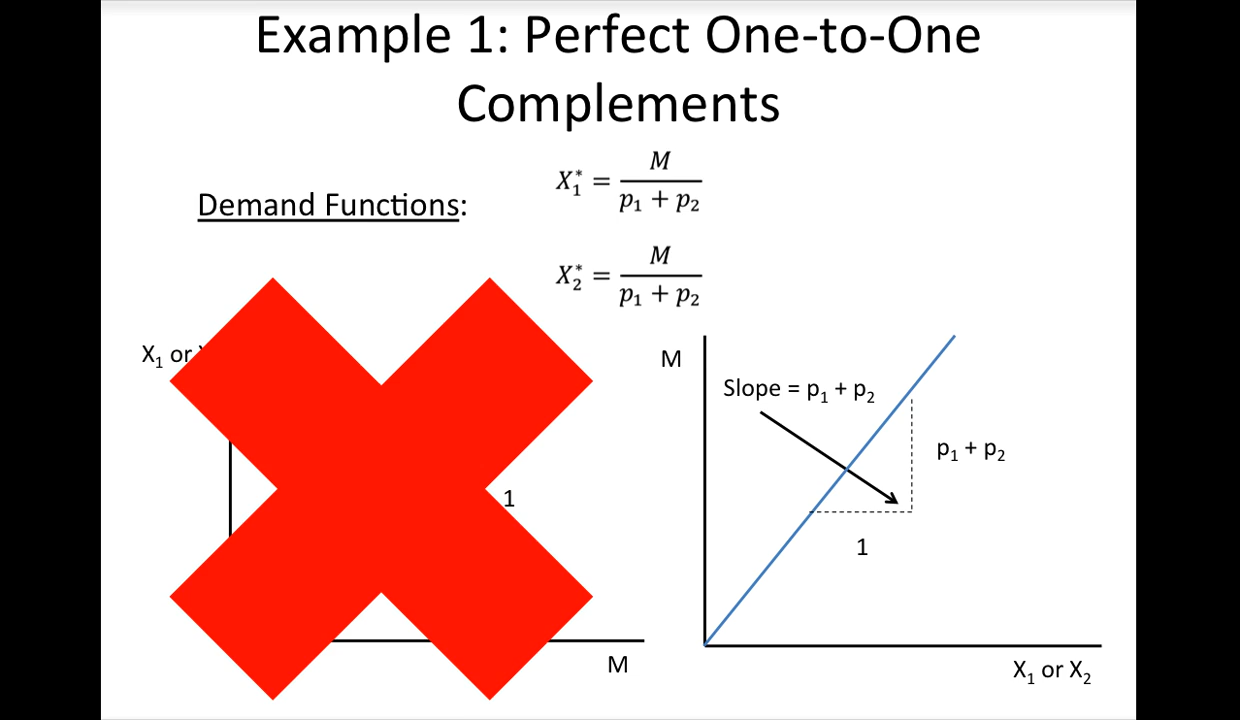 Example 1: Perfect One-to-One
Complements
Demand Functions:
X₁* = M / (p₁ + p₂)
X₂* = M / (p₁ + p₂)
X₁ or
1
M
M
Slope = p₁ + p₂
p₁ + p₂
1
X₁ or X₂